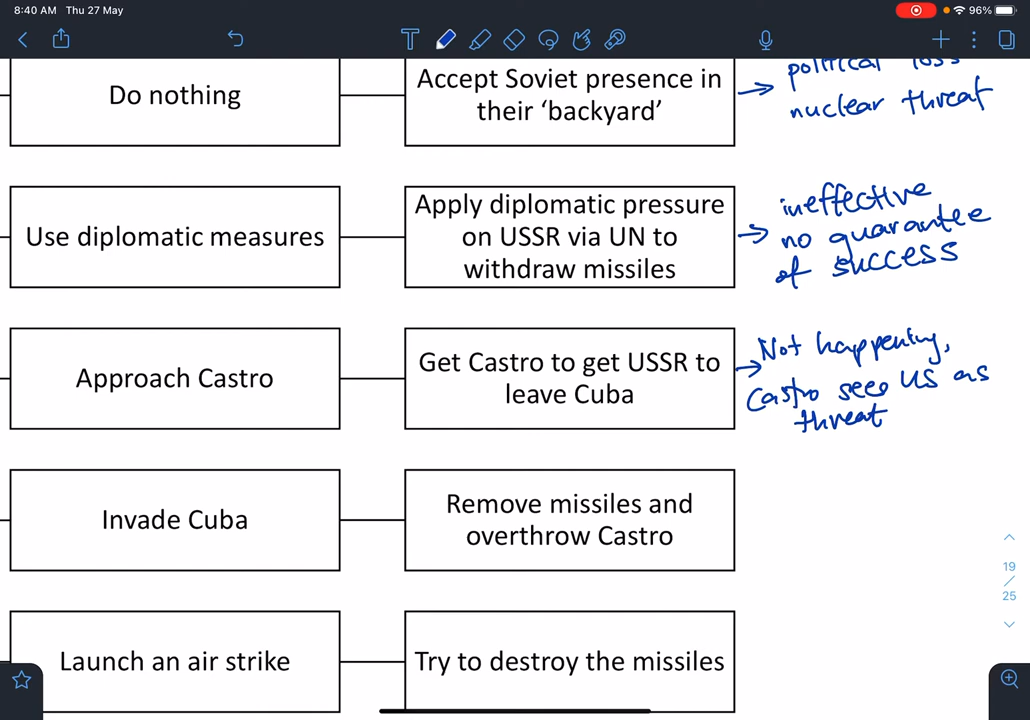 8:40 AM Thu 27 May
96%
T
Do nothing
Accept Soviet presence in
their ‘backyard’
political loss
nuclear threat
Use diplomatic measures
Apply diplomatic pressure
on USSR via UN to
withdraw missiles
ineffective
no guarantee
of success
Approach Castro
Get Castro to get USSR to
leave Cuba
Not happening,
Castro sees US as
threat
Invade Cuba
Remove missiles and
overthrow Castro
19
/
25
Launch an air strike
Try to destroy the missiles